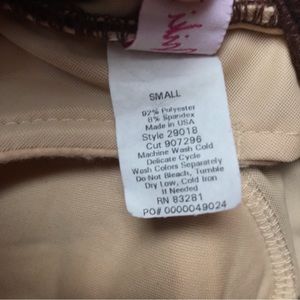 SMALL
92% Polyester
8% Spandex
Made in USA
Style 29018
Cut 907296
Machine Wash Cold
Delicate Cycle
Wash Colors Separately
Do Not Bleach, Tumble
Dry Low, Cold Iron
If Needed
RN 83281
PO# 0000049024